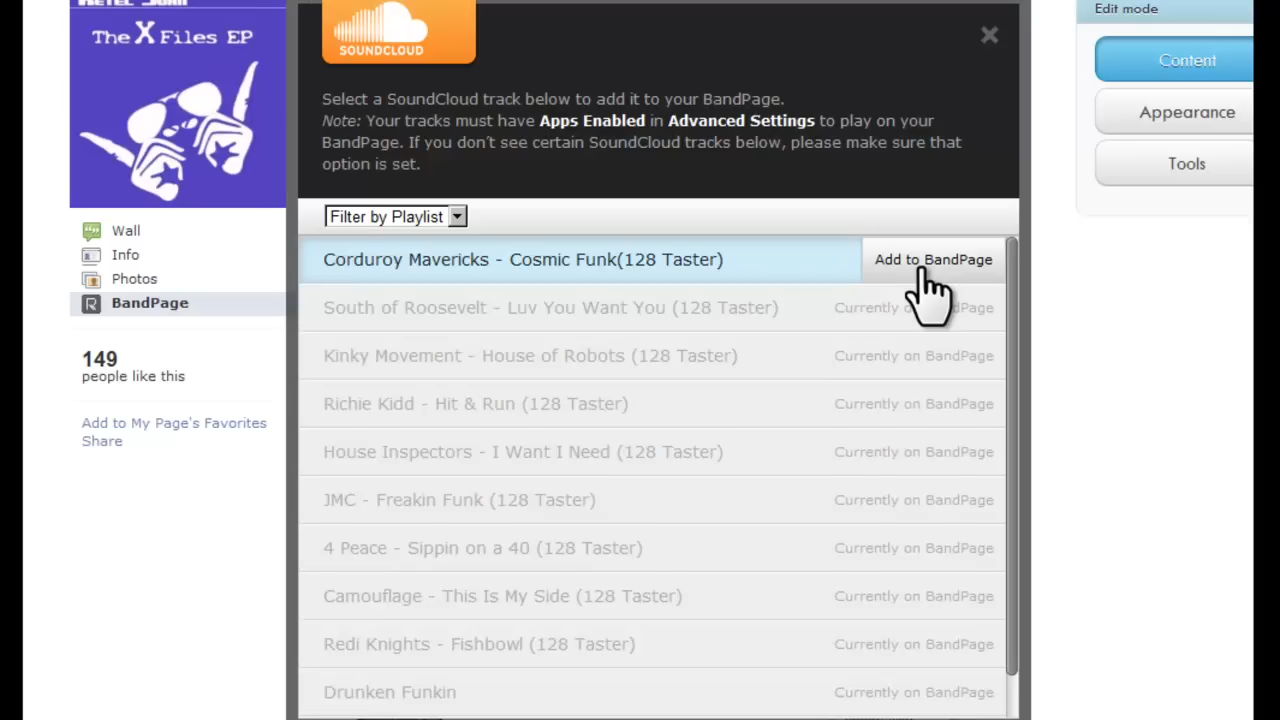 The X Files EP
Wall
Info
Photos
BandPage
149
people like this
Add to My Page's Favorites
Share
SOUNDCLOUD
Select a SoundCloud track below to add it to your BandPage.
Note: Your tracks must have Apps Enabled in Advanced Settings to play on your
BandPage. If you don't see certain SoundCloud tracks below, please make sure that
option is set.
Filter by Playlist
Corduroy Mavericks - Cosmic Funk(128 Taster) Add to BandPage
South of Roosevelt - Luv You Want You (128 Taster) Currently on BandPage
Kinky Movement - House of Robots (128 Taster) Currently on BandPage
Richie Kidd - Hit & Run (128 Taster) Currently on BandPage
House Inspectors - I Want I Need (128 Taster) Currently on BandPage
JMC - Freakin Funk (128 Taster) Currently on BandPage
4 Peace - Sippin on a 40 (128 Taster) Currently on BandPage
Camouflage - This Is My Side (128 Taster) Currently on BandPage
Redi Knights - Fishbowl (128 Taster) Currently on BandPage
Drunken Funkin Currently on BandPage
Edit mode
Content
Appearance
Tools